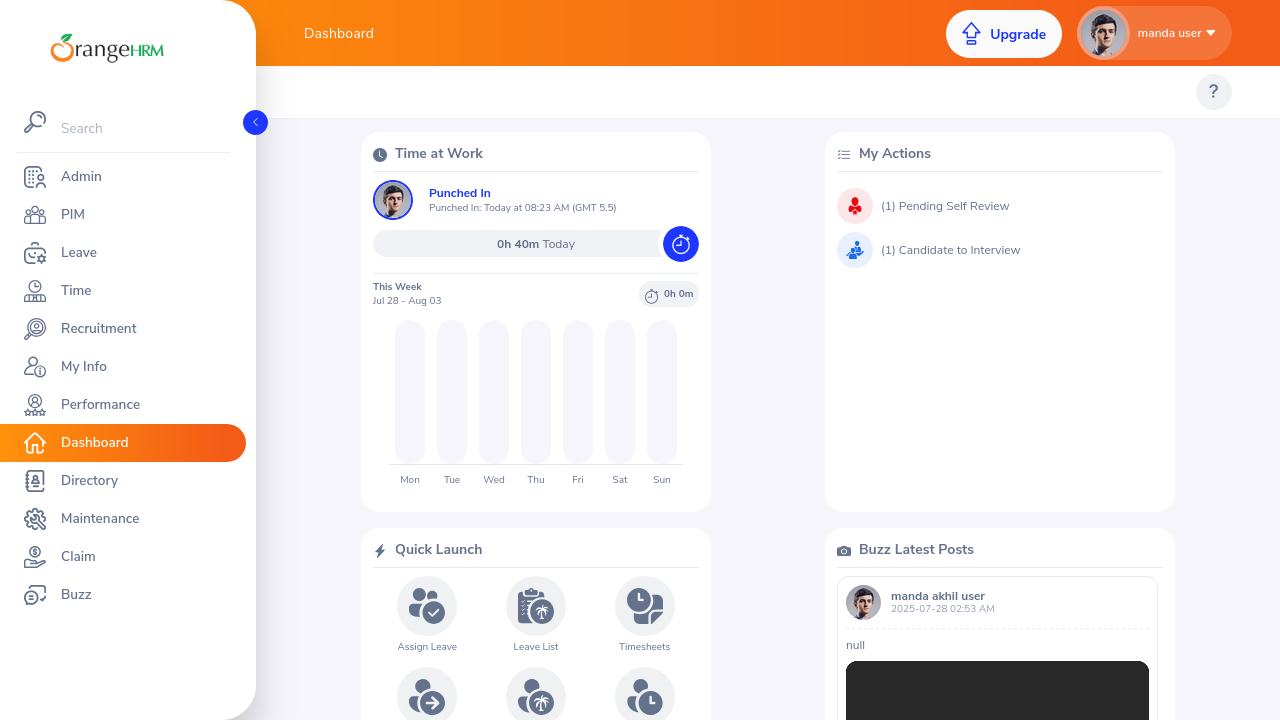 OrangeHRM
Search
Admin
PIM
Leave
Time
Recruitment
My Info
Performance
Dashboard
Directory
Maintenance
Claim
Buzz
Dashboard
Upgrade
manda user
?
Time at Work
Punched In
Punched In: Today at 08:23 AM (GMT 5.5)
0h 40m Today
This Week
Jul 28 - Aug 03
0h 0m
Mon Tue Wed Thu Fri Sat Sun
My Actions
(1) Pending Self Review
(1) Candidate to Interview
Quick Launch
Assign Leave
Leave List
Timesheets
Buzz Latest Posts
manda akhil user
2025-07-28 02:53 AM
null